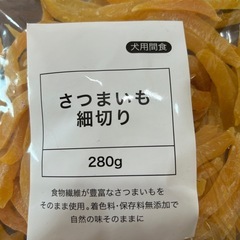 犬用間食
さつまいも
細切り
280g
食物繊維が豊富なさつまいもを
そのまま使用。着色料・保存料無添加で
自然の味そのままに